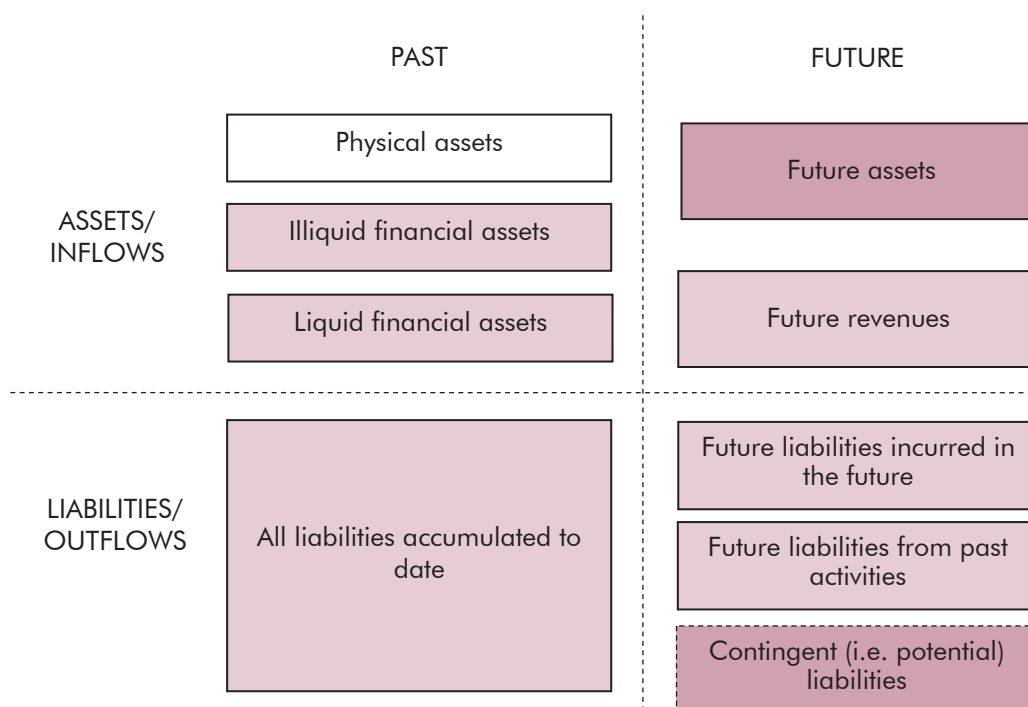 PAST
FUTURE
Physical assets
Future assets
ASSETS/
INFLOWS
Illiquid financial assets
Liquid financial assets
Future revenues
LIABILITIES/
OUTFLOWS
All liabilities accumulated to
date
Future liabilities incurred in
the future
Future liabilities from past
activities
Contingent (i.e. potential)
liabilities